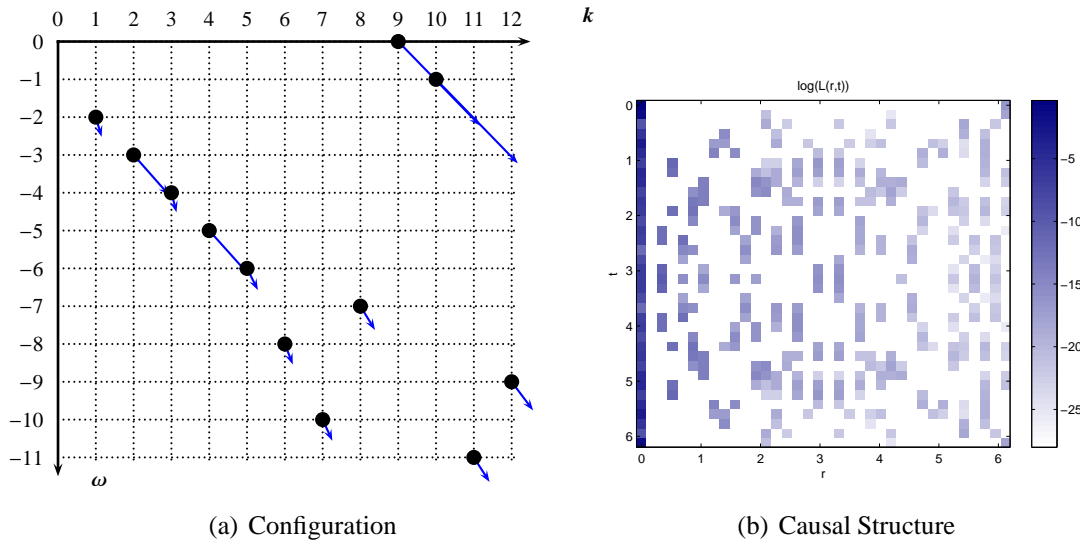 0 1 2 3 4 5 6 7 8 9 10 11 12
k
0
−1
−2
−3
−4
−5
−6
−7
−8
−9
−10
−11
ω
log(L(r,t))
0
1
2
3
4
5
6
t
0 1 2 3 4 5 6
r
−5
−10
−15
−20
−25
(a) Configuration
(b) Causal Structure